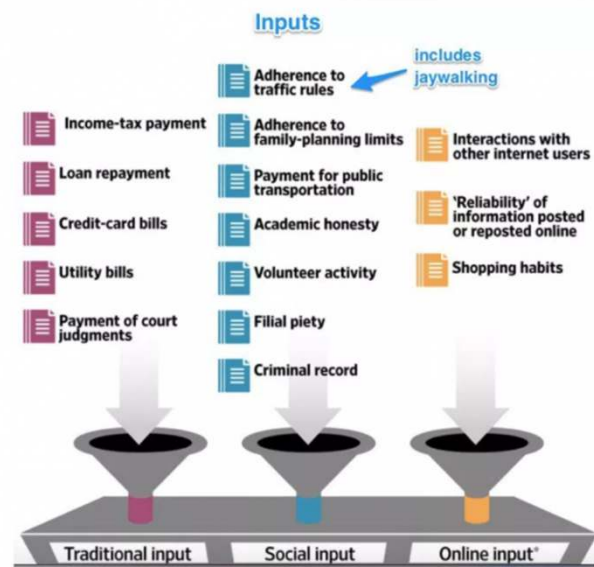 Inputs
includes
jaywalking
Income-tax payment
Loan repayment
Credit-card bills
Utility bills
Payment of court
judgments
Adherence to
traffic rules
Adherence to
family-planning limits
Payment for public
transportation
Academic honesty
Volunteer activity
Filial piety
Criminal record
Interactions with
other internet users
'Reliability' of
information posted
or reposted online
Shopping habits
Traditional input
Social input
Online input*